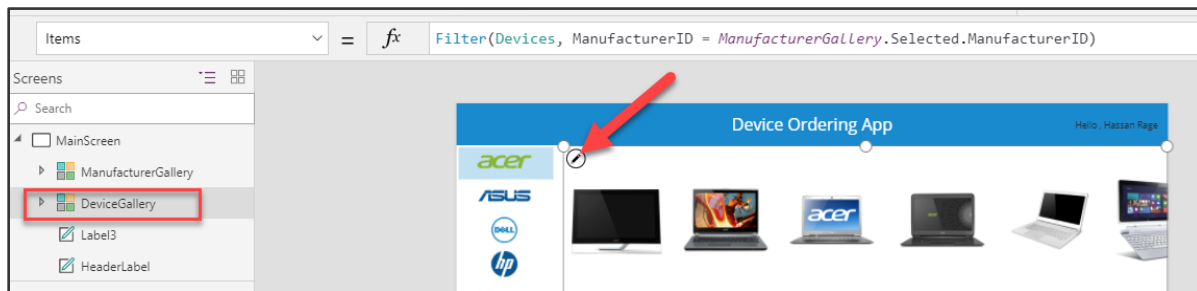 Items = fx Filter(Devices, ManufacturerID = ManufacturerGallery.Selected.ManufacturerID)
Screens
Search
MainScreen
ManufacturerGallery
DeviceGallery
Label3
HeaderLabel
Device Ordering App
Hello , Hassan Rage
acer
ASUS
DELL
hp
acer